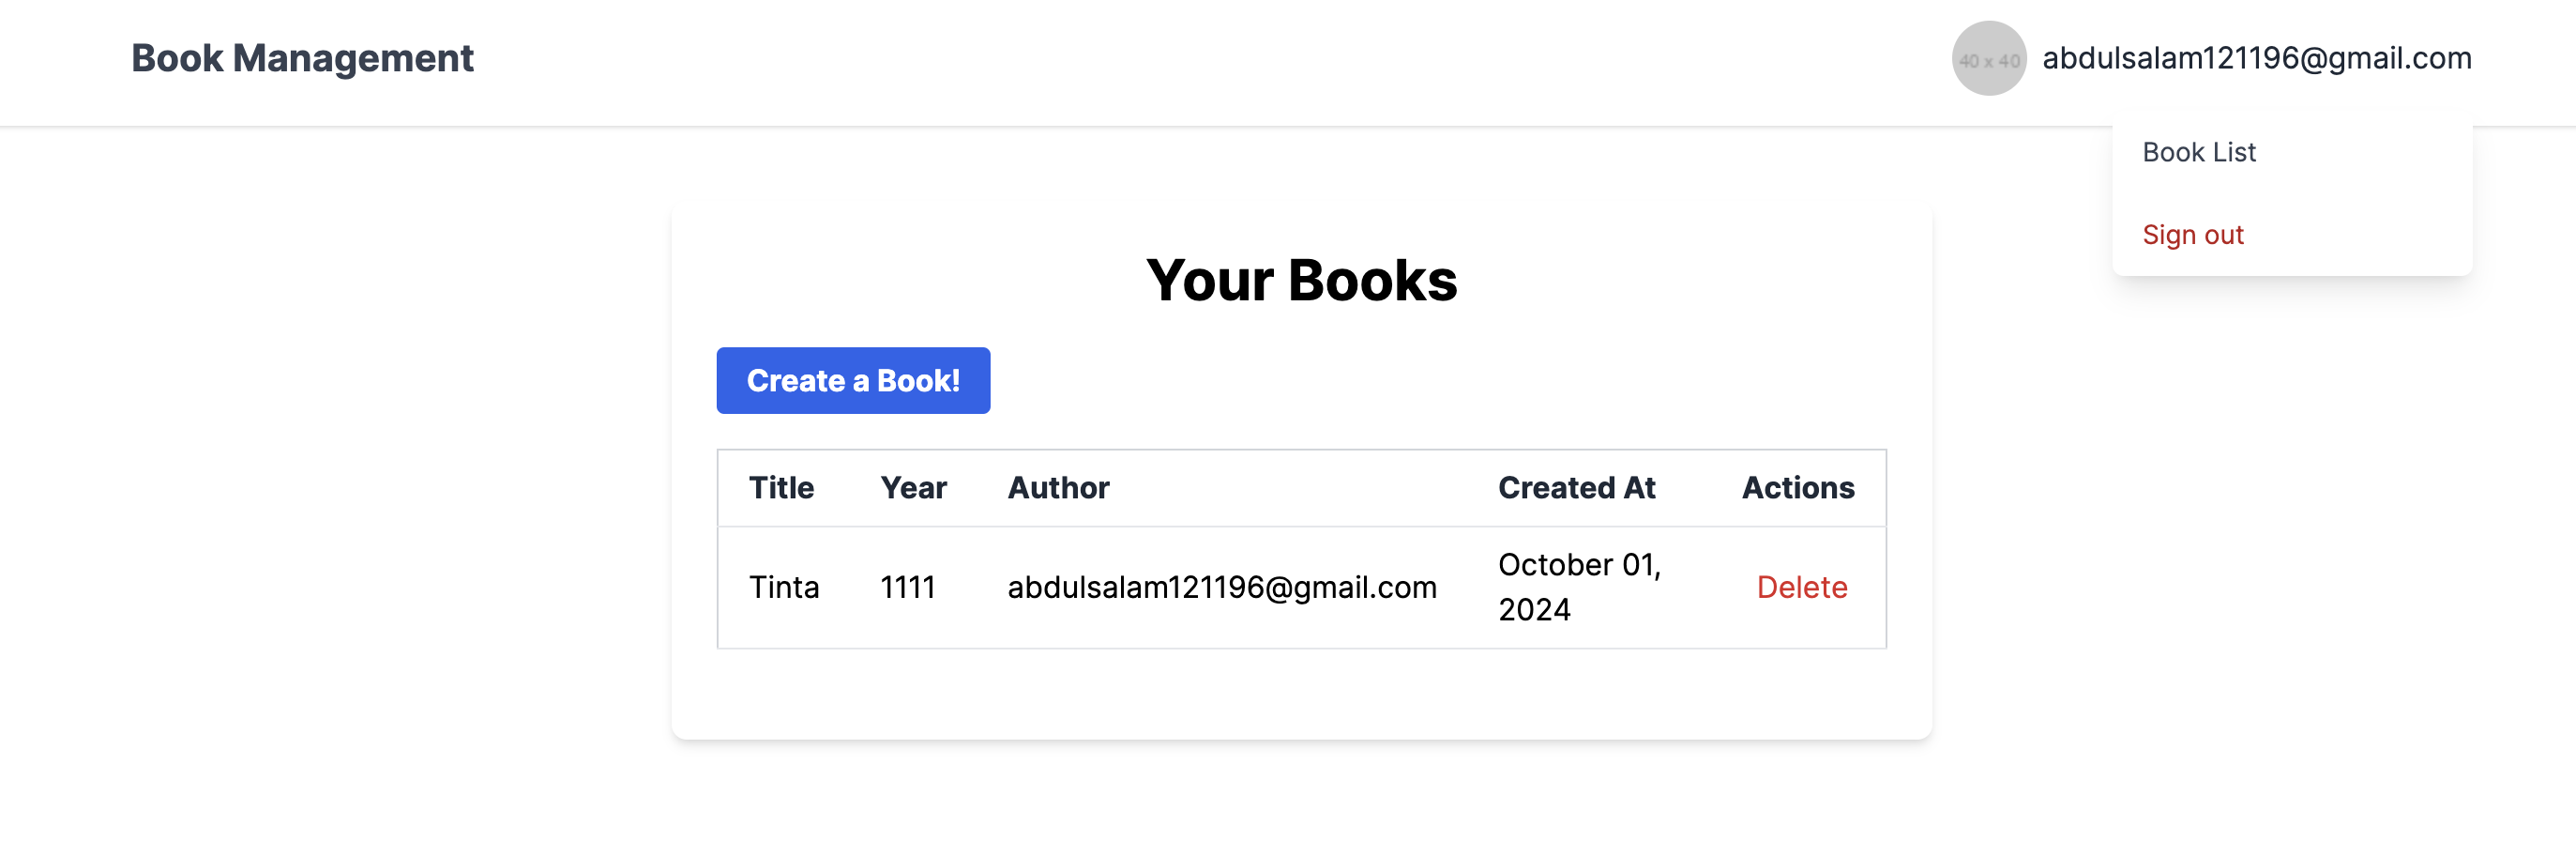 Book Management
40 x 40 abdulsalam121196@gmail.com
Book List
Sign out
Your Books
Create a Book!
Title Year Author Created At Actions
Tinta 1111 abdulsalam121196@gmail.com October 01,
2024 Delete